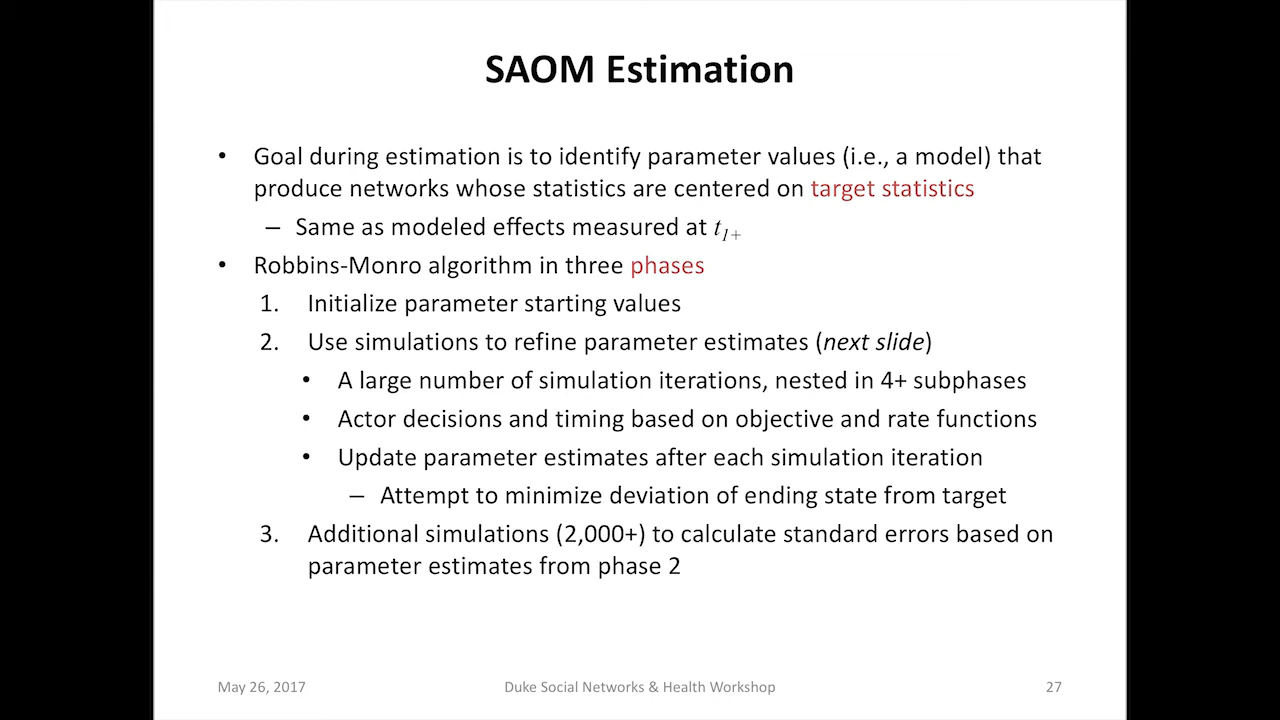 SAOM Estimation
• Goal during estimation is to identify parameter values (i.e., a model) that
produce networks whose statistics are centered on target statistics
– Same as modeled effects measured at t1+
• Robbins-Monro algorithm in three phases
1. Initialize parameter starting values
2. Use simulations to refine parameter estimates (next slide)
• A large number of simulation iterations, nested in 4+ subphases
• Actor decisions and timing based on objective and rate functions
• Update parameter estimates after each simulation iteration
– Attempt to minimize deviation of ending state from target
3. Additional simulations (2,000+) to calculate standard errors based on
parameter estimates from phase 2
May 26, 2017 Duke Social Networks & Health Workshop 27